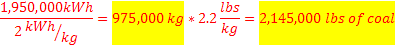 1,950,000kWh / 2 kWh/kg = 975,000 kg * 2.2 lbs/kg = 2,145,000 lbs of coal